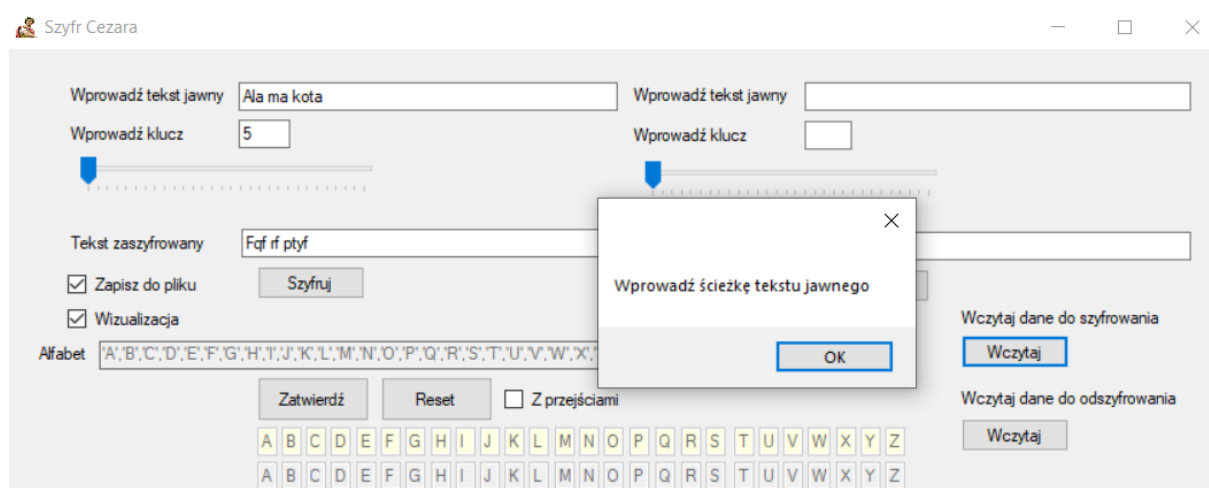 Szyfr Cezara
Wprowadź tekst jawny Ala ma kota Wprowadź tekst jawny
Wprowadź klucz 5 Wprowadź klucz
Tekst zaszyfrowany Fqf rf ptyf
Zapisz do pliku Szyfruj
Wprowadź ścieżkę tekstu jawnego
Wizualizacja Wczytaj dane do szyfrowania
Alfabet 'A','B','C','D','E','F','G','H','I','J','K','L','M','N','O','P','Q','R','S','T','U','V','W','X',' OK Wczytaj
Zatwierdź Reset Z przejściami Wczytaj dane do odszyfrowania
A B C D E F G H I J K L M N O P Q R S T U V W X Y Z Wczytaj
A B C D E F G H I J K L M N O P Q R S T U V W X Y Z